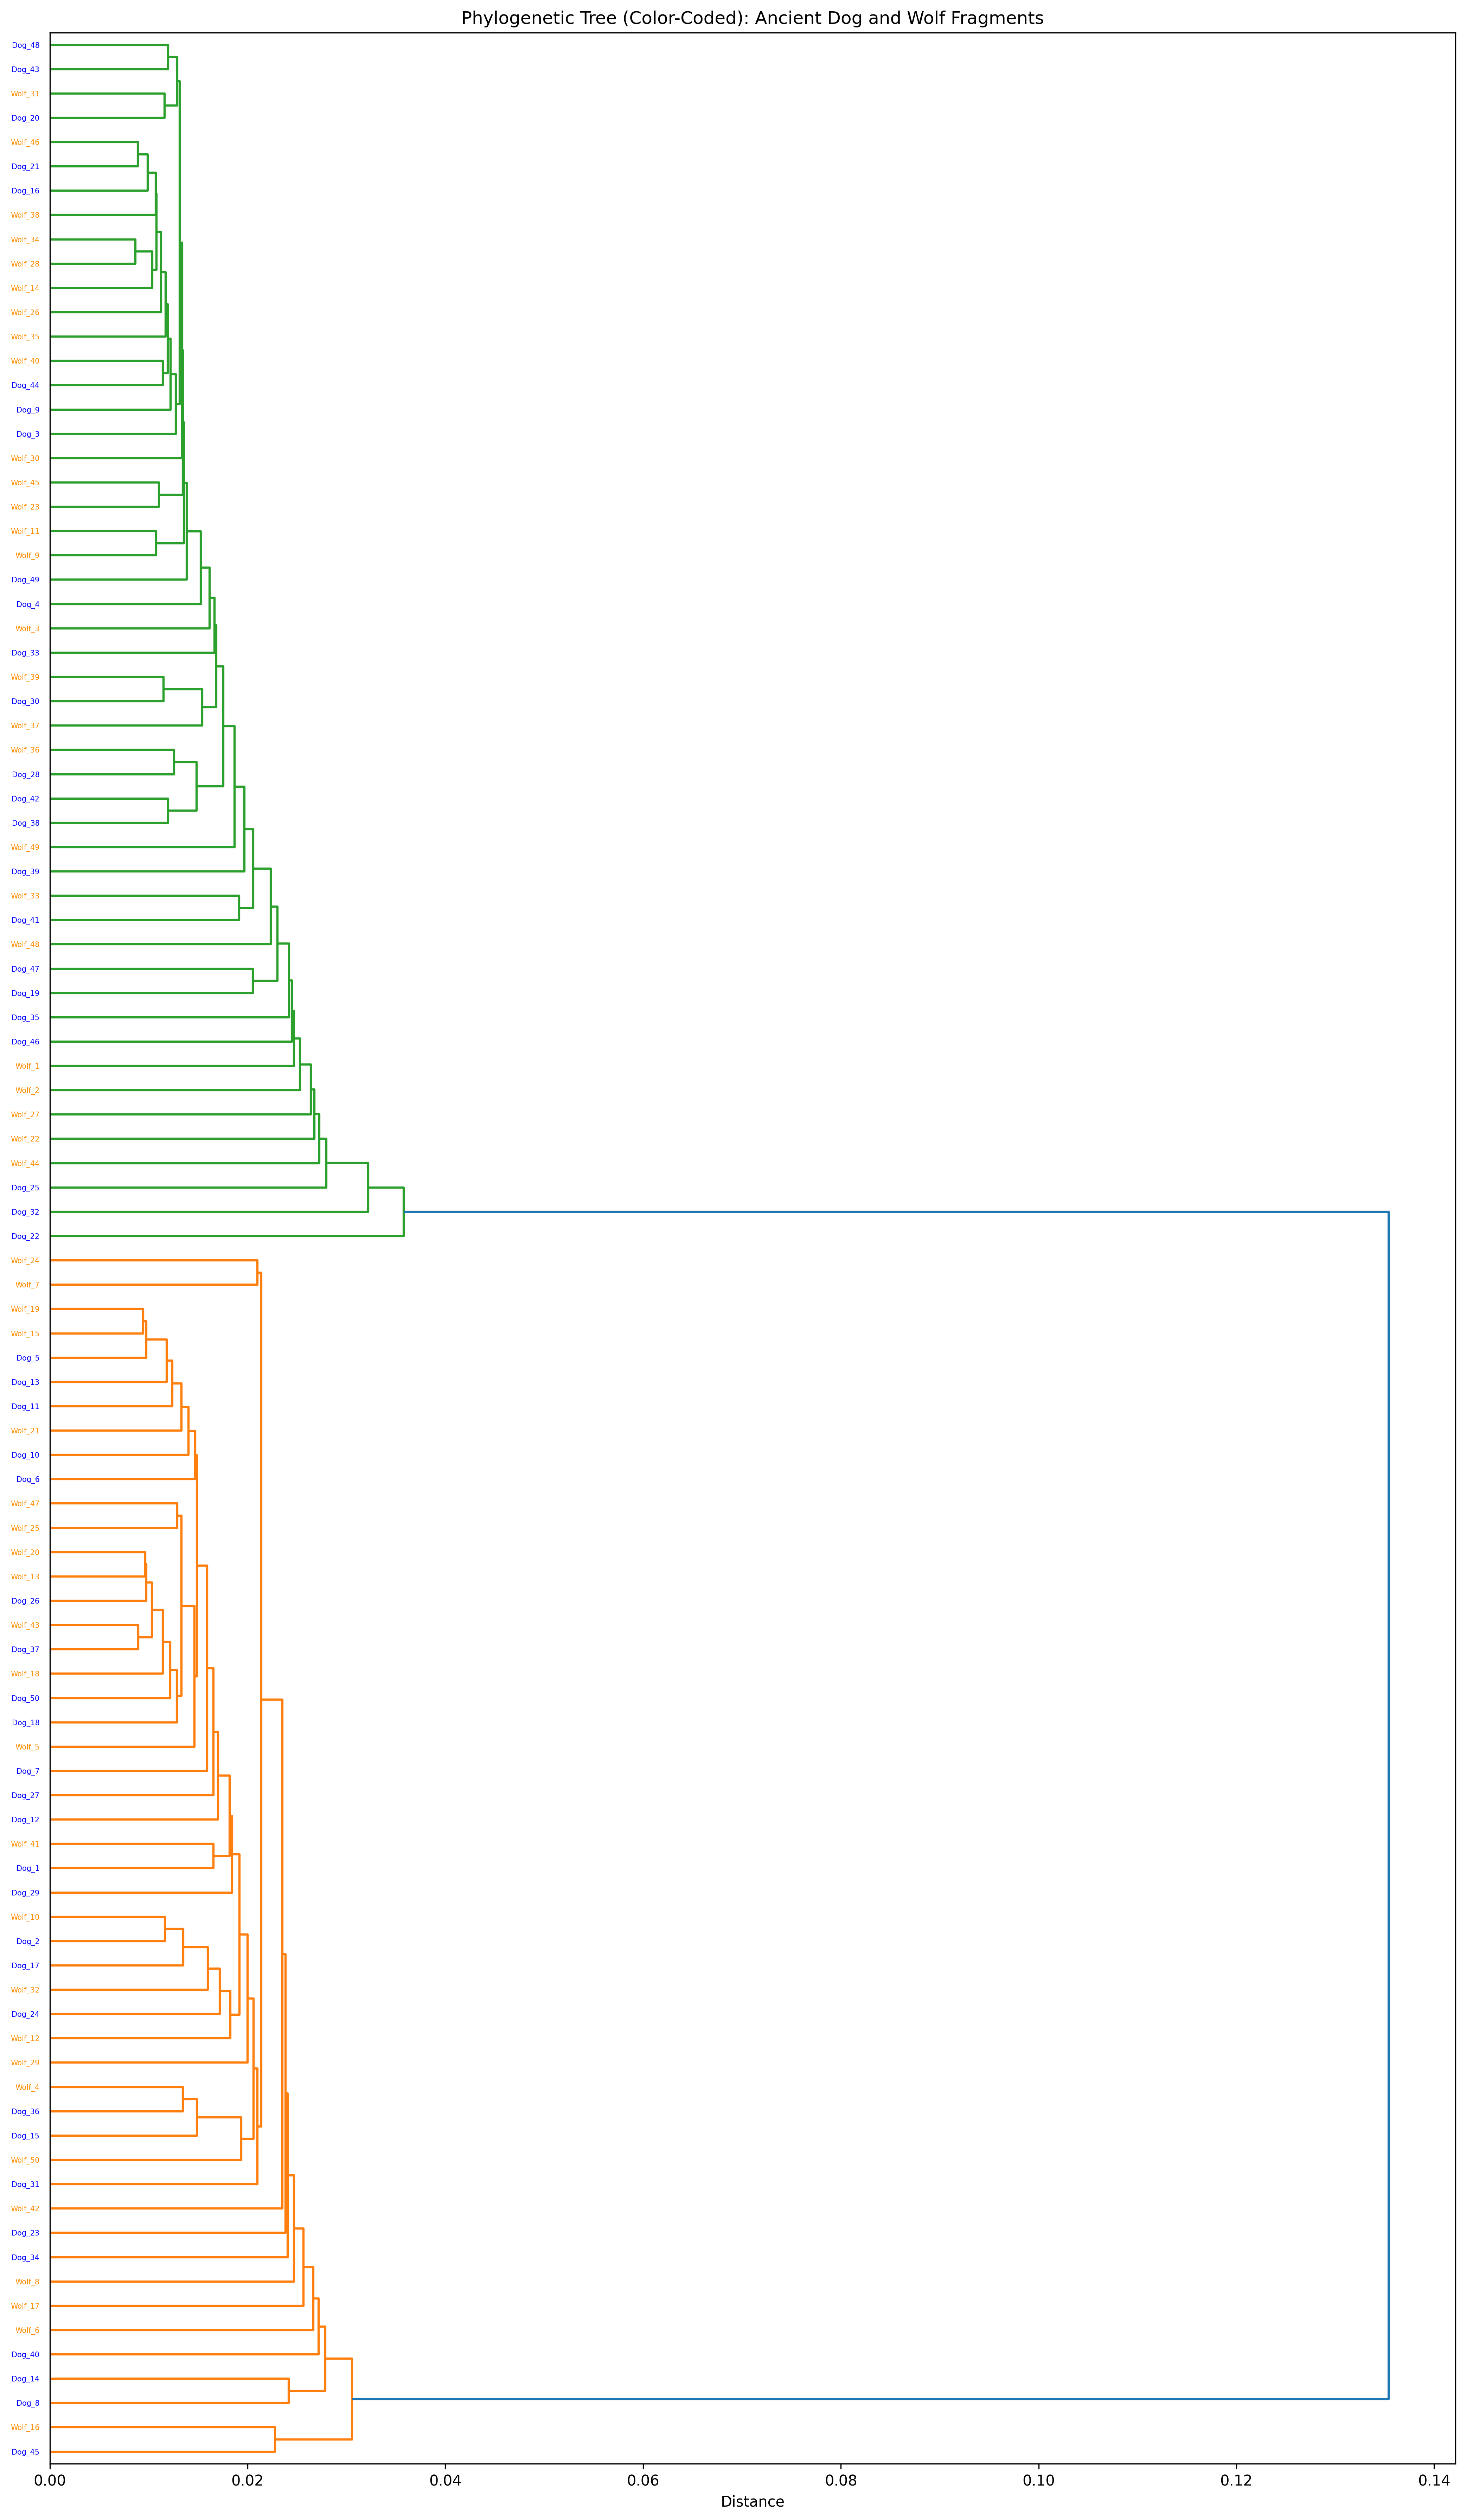 Phylogenetic Tree (Color-Coded): Ancient Dog and Wolf Fragments
Dog_48
Dog_43
Wolf_31
Dog_20
Wolf_46
Dog_21
Dog_16
Wolf_38
Wolf_34
Wolf_28
Wolf_14
Wolf_26
Wolf_35
Wolf_40
Dog_44
Dog_9
Dog_3
Wolf_30
Wolf_45
Wolf_23
Wolf_11
Wolf_9
Dog_49
Dog_4
Wolf_3
Dog_33
Wolf_39
Dog_30
Wolf_37
Wolf_36
Dog_28
Dog_42
Dog_38
Wolf_49
Dog_39
Wolf_33
Dog_41
Wolf_48
Dog_47
Dog_19
Dog_35
Dog_46
Wolf_1
Wolf_2
Wolf_27
Wolf_22
Wolf_44
Dog_25
Dog_32
Dog_22
Wolf_24
Wolf_7
Wolf_19
Wolf_15
Dog_5
Dog_13
Dog_11
Wolf_21
Dog_10
Dog_6
Wolf_47
Wolf_25
Wolf_20
Wolf_13
Dog_26
Wolf_43
Dog_37
Wolf_18
Dog_50
Dog_18
Wolf_5
Dog_7
Dog_27
Dog_12
Wolf_41
Dog_1
Dog_29
Wolf_10
Dog_2
Dog_17
Wolf_32
Dog_24
Wolf_12
Wolf_29
Wolf_4
Dog_36
Dog_15
Wolf_50
Dog_31
Wolf_42
Dog_23
Dog_34
Wolf_8
Wolf_17
Wolf_6
Dog_40
Dog_14
Dog_8
Wolf_16
Dog_45
0.00 0.02 0.04 0.06 0.08 0.10 0.12 0.14
Distance